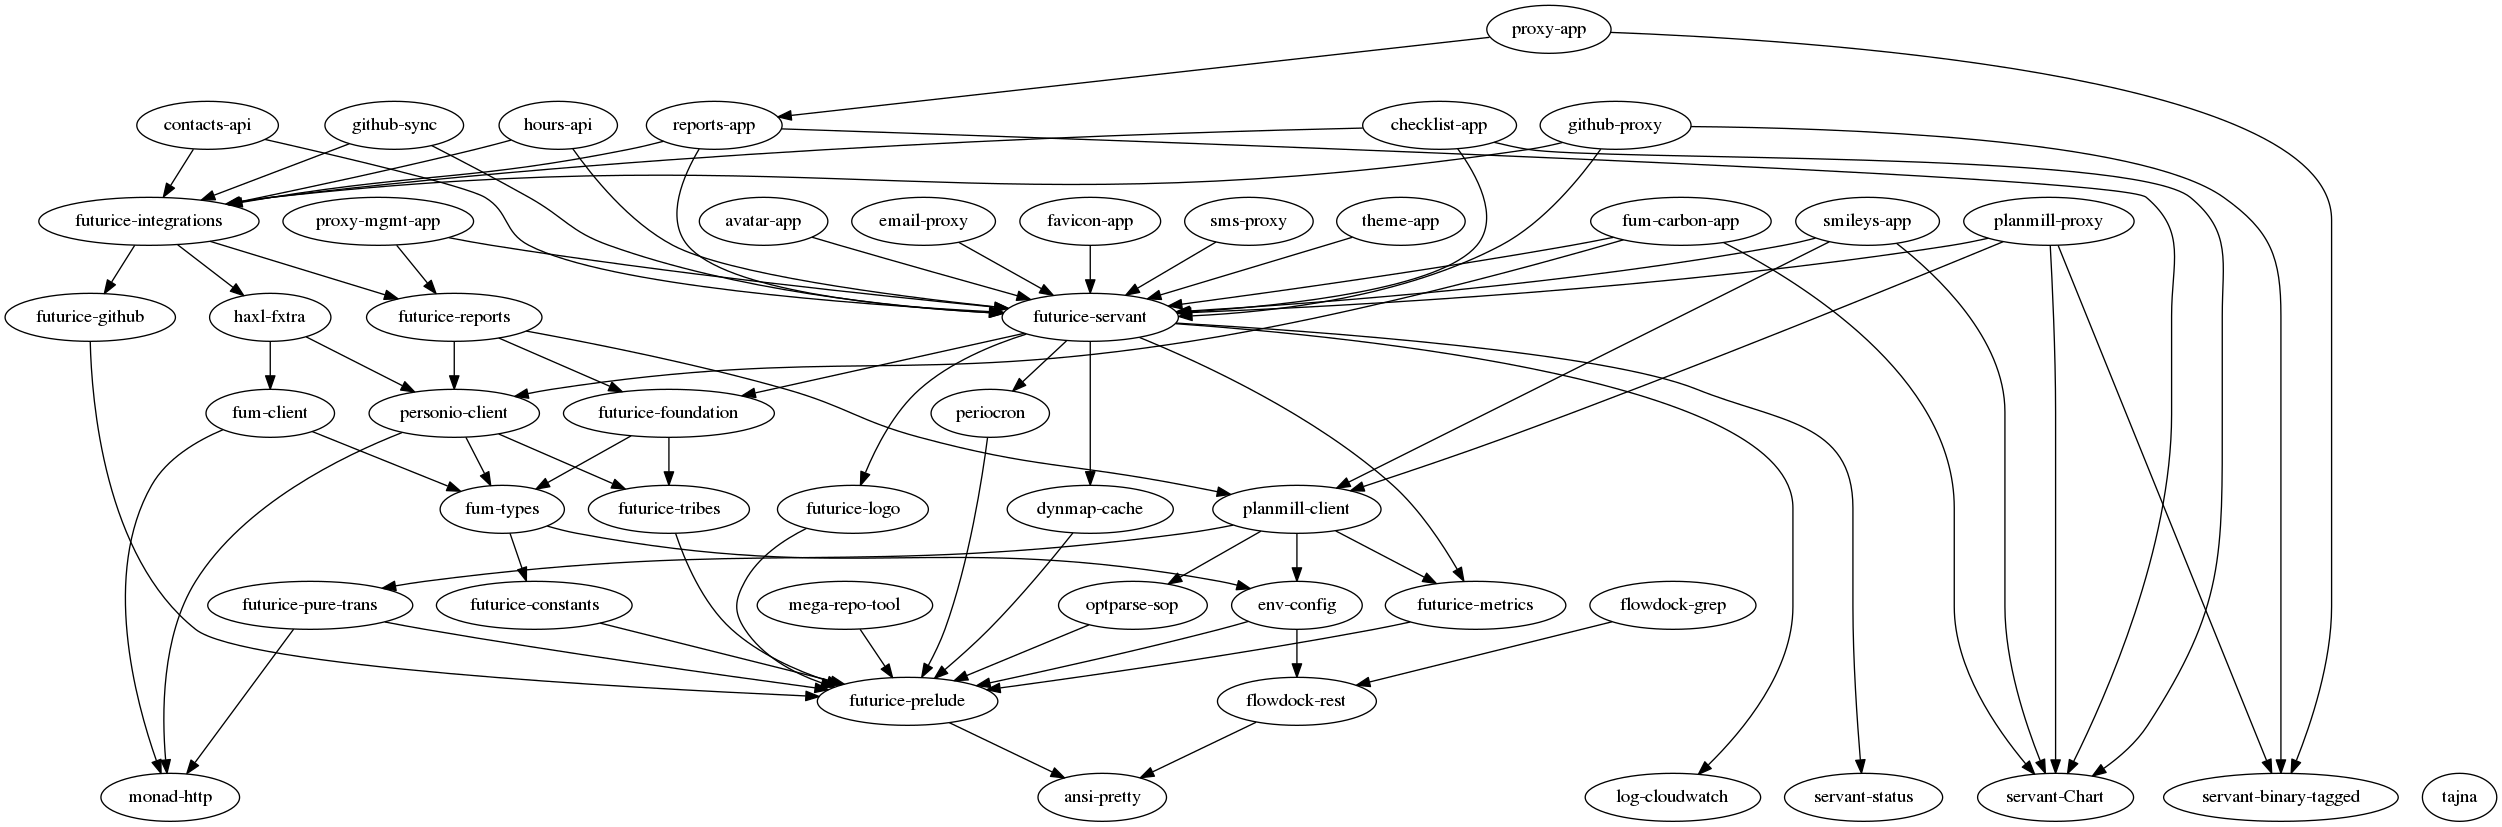 proxy-app
contacts-api
github-sync
hours-api
reports-app
checklist-app
github-proxy
futurice-integrations
proxy-mgmt-app
avatar-app
email-proxy
favicon-app
sms-proxy
theme-app
fum-carbon-app
smileys-app
planmill-proxy
futurice-github
haxl-fxtra
futurice-reports
futurice-servant
fum-client
personio-client
futurice-foundation
periocron
fum-types
futurice-tribes
futurice-logo
dynmap-cache
planmill-client
futurice-pure-trans
futurice-constants
mega-repo-tool
optparse-sop
env-config
futurice-metrics
flowdock-grep
futurice-prelude
flowdock-rest
monad-http
ansi-pretty
log-cloudwatch
servant-status
servant-Chart
servant-binary-tagged
tajna